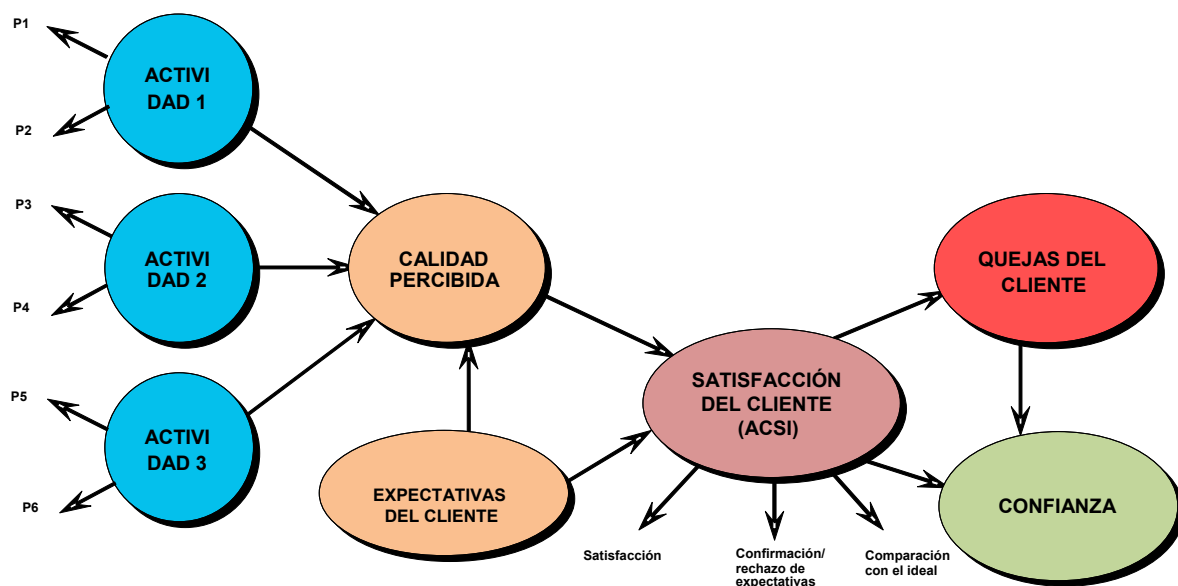 P1
ACTIVI
DAD 1
P2
P3
ACTIVI
DAD 2
P4
P5
ACTIVI
DAD 3
P6
CALIDAD
PERCIBIDA
EXPECTATIVAS
DEL CLIENTE
SATISFACCIÓN
DEL CLIENTE
(ACSI)
QUEJAS DEL
CLIENTE
CONFIANZA
Satisfacción
Confirmación/
rechazo de
expectativas
Comparación
con el ideal